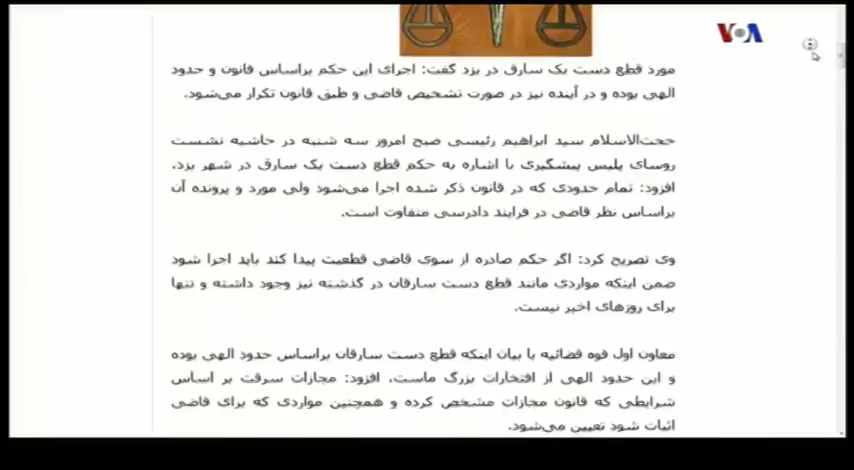 VOA
مورد قطع دست یک سارق در یزد گفت: اجرای این حکم براساس قانون و حدود
الهی بوده و در آینده نیز در صورت تشخیص قاضی و طبق قانون تکرار می‌شود.
حجت‌الاسلام سید ابراهیم رئیسی صبح امروز سه شنبه در حاشیه نشست
روسای پلیس پیشگیری با اشاره به حکم قطع دست یک سارق در شهر یزد،
افزود: تمام حدودی که در قانون ذکر شده اجرا می‌شود ولی مورد و پرونده آن
براساس نظر قاضی در فرایند دادرسی متفاوت است.
وی تصریح کرد: اگر حکم صادره از سوی قاضی قطعیت پیدا کند باید اجرا شود
ضمن اینکه مواردی مانند قطع دست سارقان در گذشته نیز وجود داشته و تنها
برای روزهای اخیر نیست.
معاون اول قوه قضائیه با بیان اینکه قطع دست سارقان براساس حدود الهی بوده
و این حدود الهی از افتخارات بزرگ ماست، افزود: مجازات سرقت بر اساس
شرایطی که قانون مجازات مشخص کرده و همچنین مواردی که برای قاضی
اثبات شود تعیین می‌شود.